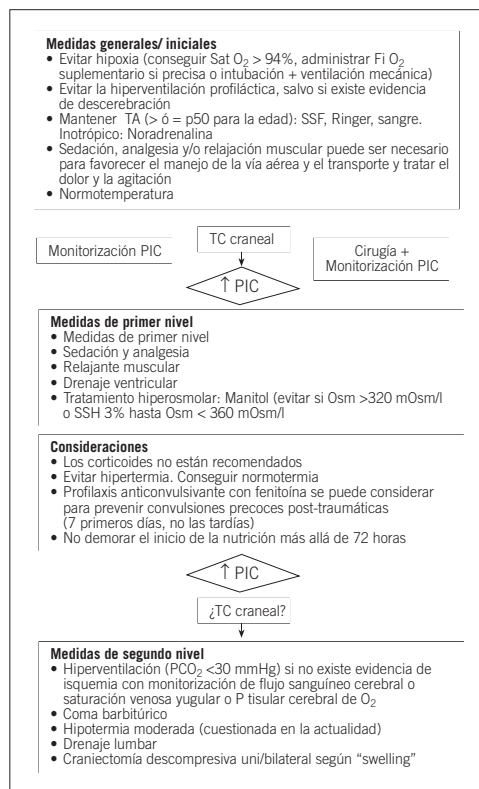 Medidas generales/ iniciales
• Evitar hipoxia (conseguir Sat O₂ > 94%, administrar Fi O₂
suplementario si precisa o intubación + ventilación mecánica)
• Evitar la hiperventilación profiláctica, salvo si existe evidencia
de descerebración
• Mantener TA (> ó = p50 para la edad): SSF, Ringer, sangre.
Inotrópico: Noradrenalina
• Sedación, analgesia y/o relajación muscular puede ser necesario
para favorecer el manejo de la vía aérea y el transporte y tratar el
dolor y la agitación
• Normotemperatura
Monitorización PIC
TC craneal
Cirugía +
Monitorización PIC
↑ PIC
Medidas de primer nivel
• Medidas de primer nivel
• Sedación y analgesia
• Relajante muscular
• Drenaje ventricular
• Tratamiento hiperosmolar: Manitol (evitar si Osm >320 mOsm/l
o SSH 3% hasta Osm < 360 mOsm/l
Consideraciones
• Los corticoides no están recomendados
• Evitar hipertermia. Conseguir normotermia
• Profilaxis anticonvulsivante con fenitoína se puede considerar
para prevenir convulsiones precoces post-traumáticas
(7 primeros días, no las tardías)
• No demorar el inicio de la nutrición más allá de 72 horas
↑ PIC
¿TC craneal?
Medidas de segundo nivel
• Hiperventilación (PCO₂ <30 mmHg) si no existe evidencia de
isquemia con monitorización de flujo sanguíneo cerebral o
saturación venosa yugular o P tisular cerebral de O₂
• Coma barbitúrico
• Hipotermia moderada (cuestionada en la actualidad)
• Drenaje lumbar
• Craniectomía descompresiva uni/bilateral según “swelling”